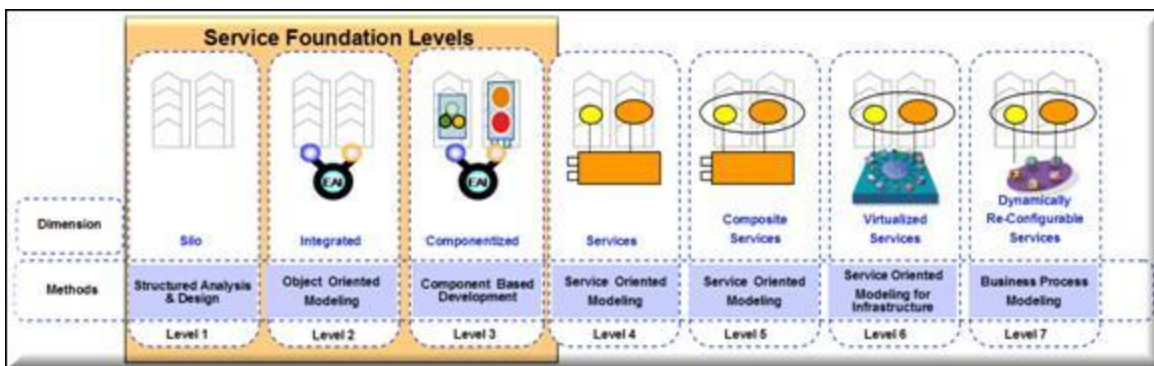 Service Foundation Levels
EAI
EAI
Dimension
Silo
Integrated
Componentized
Services
Composite
Services
Virtualized
Services
Dynamically
Re-Configurable
Services
Methods
Structured Analysis
& Design
Object Oriented
Modeling
Component Based
Development
Service Oriented
Modeling
Service Oriented
Modeling
Service Oriented
Modeling for
Infrastructure
Business Process
Modeling
Level 1
Level 2
Level 3
Level 4
Level 5
Level 6
Level 7